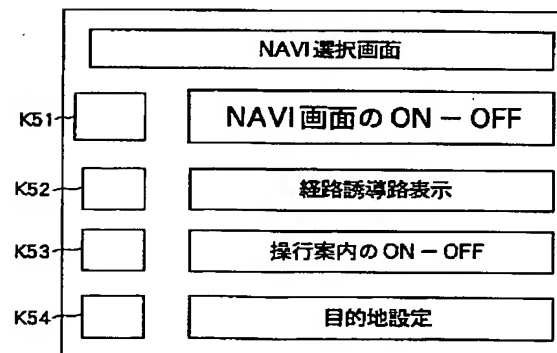 NAVI選択画面
K51 NAVI画面のON-OFF
K52 経路誘導路表示
K53 操行案内のON-OFF
K54 目的地設定